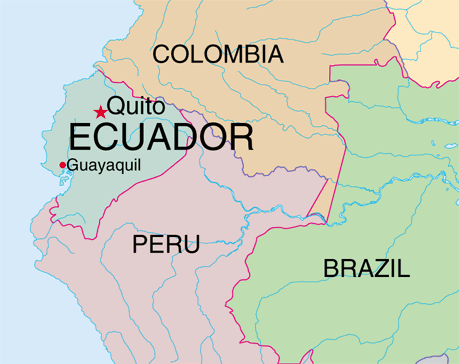 COLOMBIA
Quito
ECUADOR
Guayaquil
PERU
BRAZIL